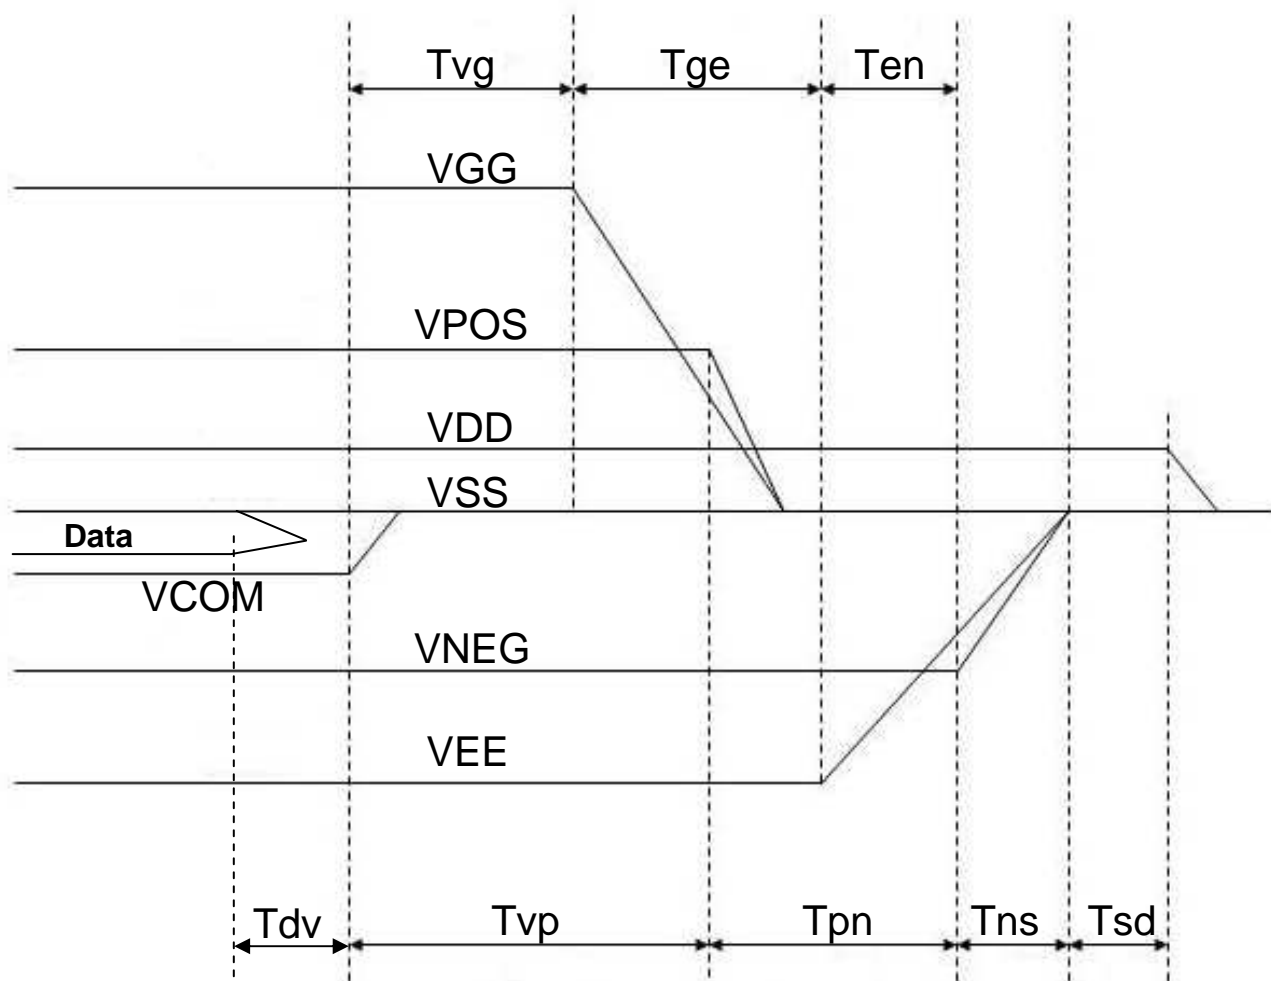 Tvg Tge Ten
VGG
VPOS
VDD
VSS
Data
VCOM
VNEG
VEE
Tdv Tvp Tpn Tns Tsd